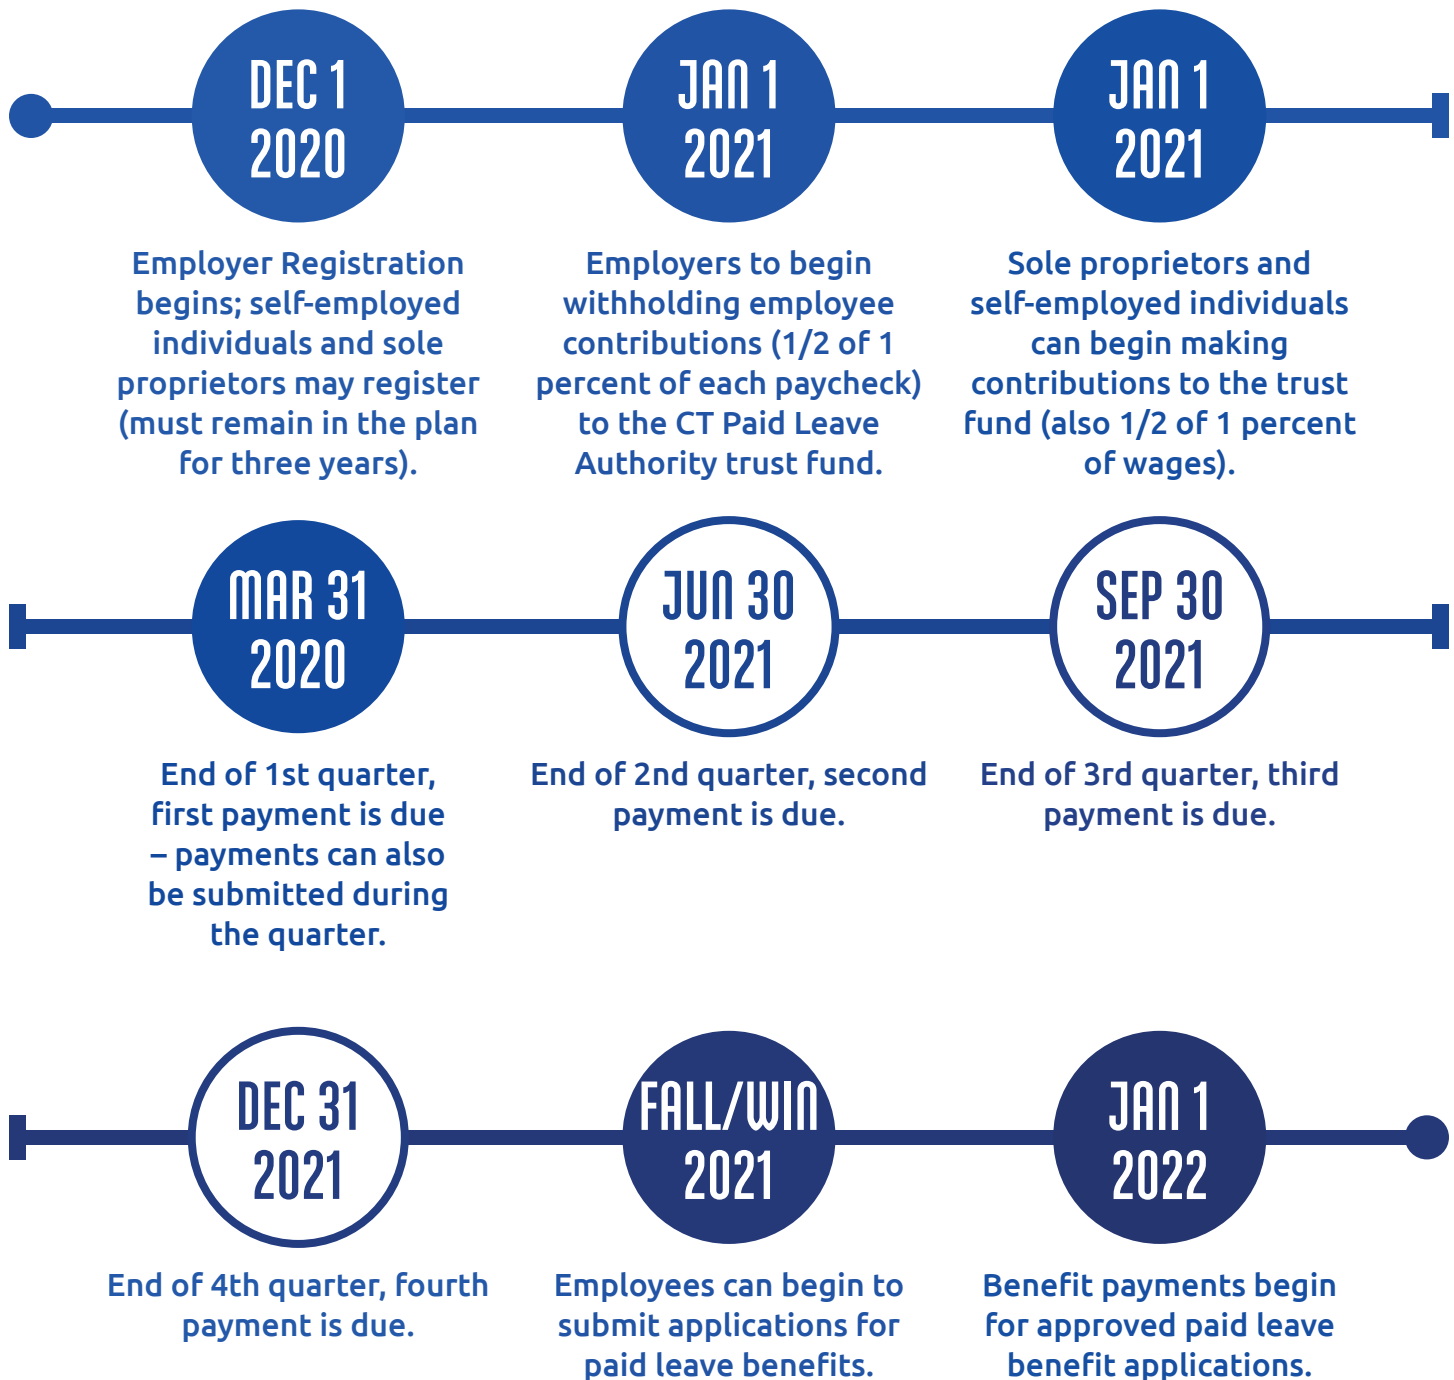 DEC 1
2020
Employer Registration
begins; self-employed
individuals and sole
proprietors may register
(must remain in the plan
for three years).
JAN 1
2021
Employers to begin
withholding employee
contributions (1/2 of 1
percent of each paycheck)
to the CT Paid Leave
Authority trust fund.
JAN 1
2021
Sole proprietors and
self-employed individuals
can begin making
contributions to the trust
fund (also 1/2 of 1 percent
of wages).
MAR 31
2020
End of 1st quarter,
first payment is due
– payments can also
be submitted during
the quarter.
JUN 30
2021
End of 2nd quarter, second
payment is due.
SEP 30
2021
End of 3rd quarter, third
payment is due.
DEC 31
2021
End of 4th quarter, fourth
payment is due.
FALL/WIN
2021
Employees can begin to
submit applications for
paid leave benefits.
JAN 1
2022
Benefit payments begin
for approved paid leave
benefit applications.